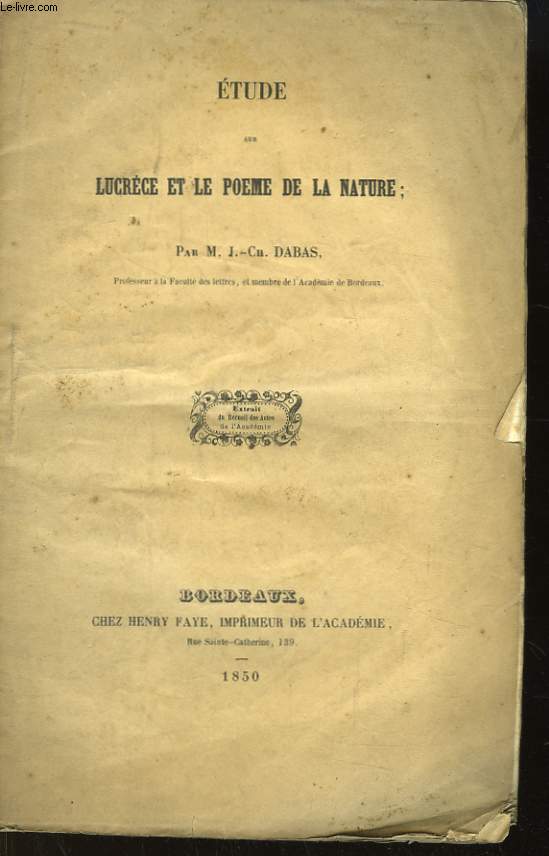 Le-livre.com
ÉTUDE
SUR
LUCRÈCE ET LE POEME DE LA NATURE;
PAR M. J.-CH. DABAS,
Professeur à la Faculté des lettres, et membre de l'Académie de Bordeaux.
Extrait
du Recueil des Actes
de l'Académie
BORDEAUX,
CHEZ HENRY FAYE, IMPRIMEUR DE L'ACADÉMIE,
Rue Sainte-Catherine, 139.
1850